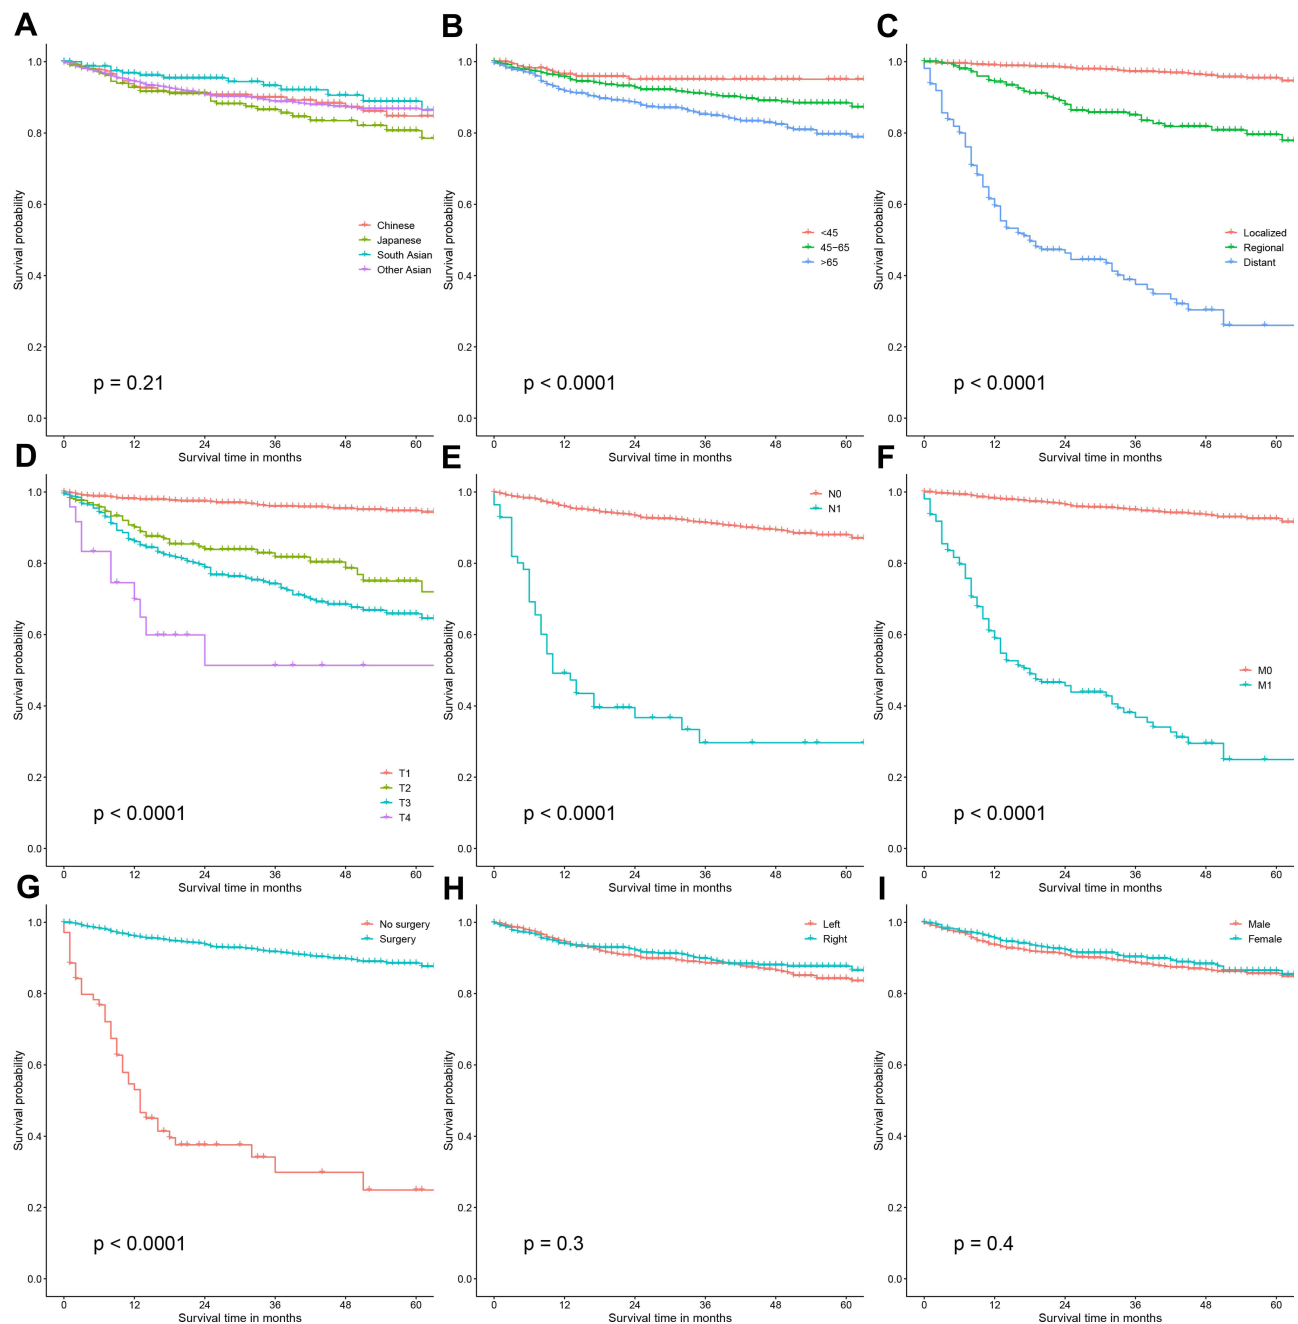 A
Survival probability
1.0
0.8
0.6
0.4
0.2
0.0
Chinese
Japanese
South Asian
Other Asian
p = 0.21
0 12 24 36 48 60
Survival time in months
B
Survival probability
1.0
0.8
0.6
0.4
0.2
0.0
<45
45−65
>65
p < 0.0001
0 12 24 36 48 60
Survival time in months
C
Survival probability
1.0
0.8
0.6
0.4
0.2
0.0
Localized
Regional
Distant
p < 0.0001
0 12 24 36 48 60
Survival time in months
D
Survival probability
1.0
0.8
0.6
0.4
0.2
0.0
T1
T2
T3
T4
p < 0.0001
0 12 24 36 48 60
Survival time in months
E
Survival probability
1.0
0.8
0.6
0.4
0.2
0.0
N0
N1
p < 0.0001
0 12 24 36 48 60
Survival time in months
F
Survival probability
1.0
0.8
0.6
0.4
0.2
0.0
M0
M1
p < 0.0001
0 12 24 36 48 60
Survival time in months
G
Survival probability
1.0
0.8
0.6
0.4
0.2
0.0
No surgery
Surgery
p < 0.0001
0 12 24 36 48 60
Survival time in months
H
Survival probability
1.0
0.8
0.6
0.4
0.2
0.0
Left
Right
p = 0.3
0 12 24 36 48 60
Survival time in months
I
Survival probability
1.0
0.8
0.6
0.4
0.2
0.0
Male
Female
p = 0.4
0 12 24 36 48 60
Survival time in months